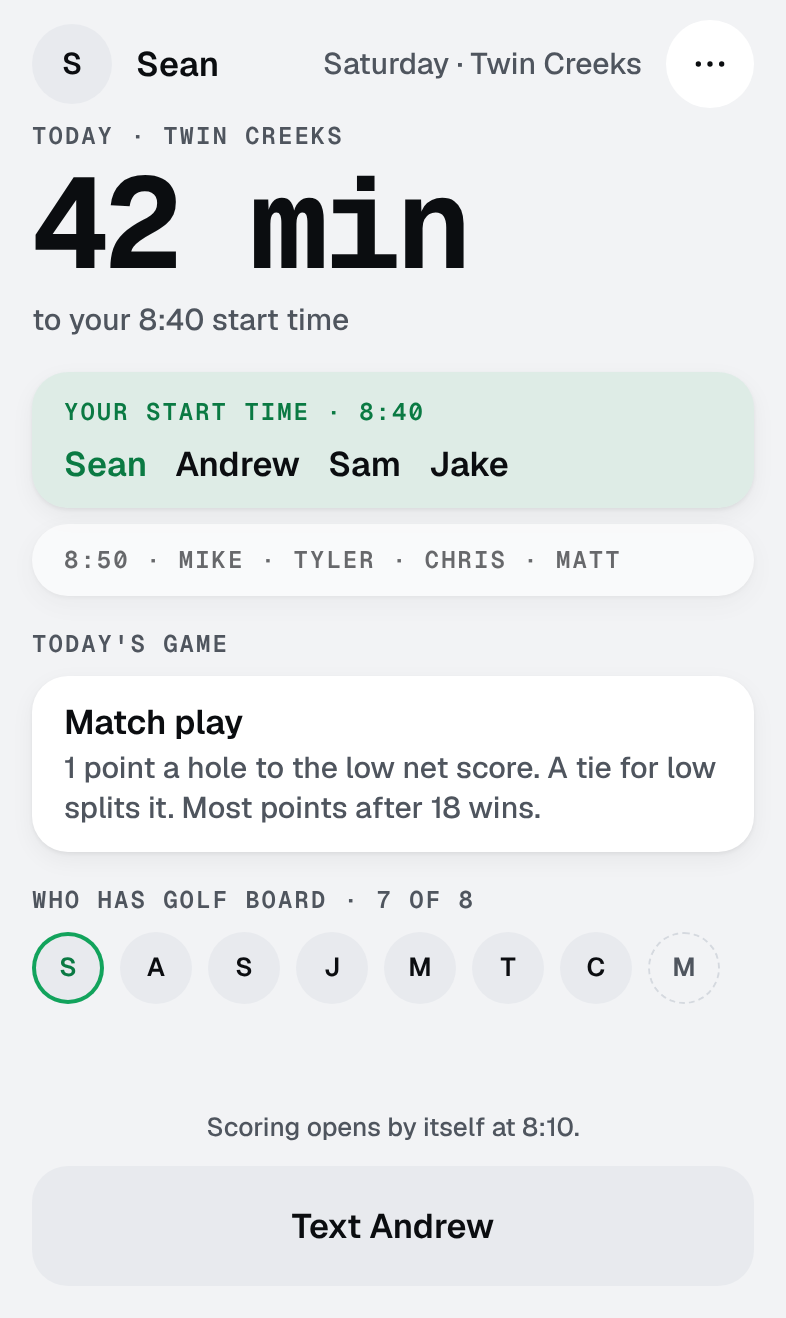 S Sean Saturday · Twin Creeks ···
TODAY · TWIN CREEKS
42 min
to your 8:40 start time
YOUR START TIME · 8:40
Sean Andrew Sam Jake
8:50 · MIKE · TYLER · CHRIS · MATT
TODAY'S GAME
Match play
1 point a hole to the low net score. A tie for low
splits it. Most points after 18 wins.
WHO HAS GOLF BOARD · 7 OF 8
S A S J M T C M
Scoring opens by itself at 8:10.
Text Andrew